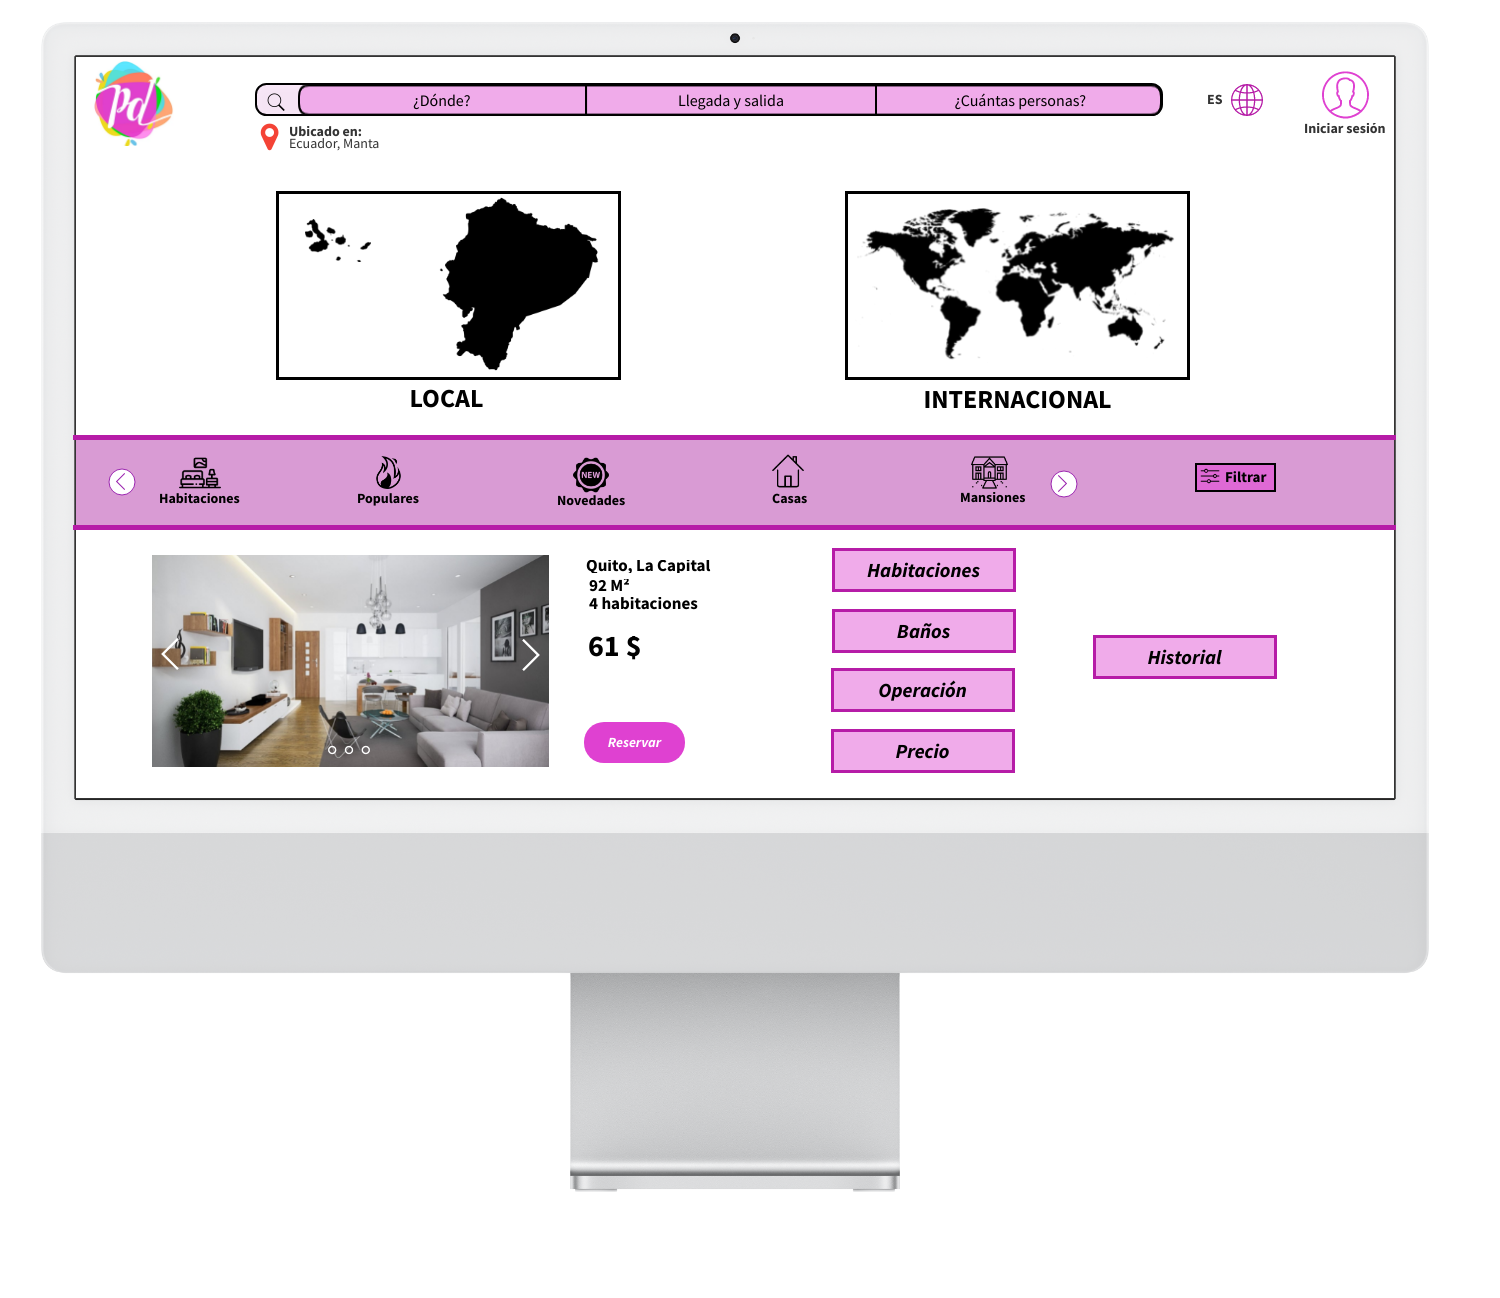 pd
¿Dónde?
Llegada y salida
¿Cuántas personas?
ES
Iniciar sesión
Ubicado en:
Ecuador, Manta
LOCAL
INTERNACIONAL
Habitaciones
Populares
NEW
Novedades
Casas
Mansiones
Filtrar
Quito, La Capital
92 M²
4 habitaciones
61 $
Reservar
Habitaciones
Baños
Operación
Precio
Historial